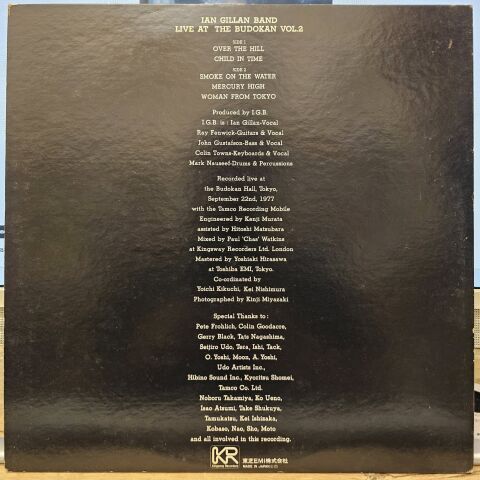 IAN GILLAN BAND
LIVE AT THE BUDOKAN VOL.2
SIDE 1
OVER THE HILL
CHILD IN TIME
SIDE 2
SMOKE ON THE WATER
MERCURY HIGH
WOMAN FROM TOKYO
Produced by I.G.B.
I.G.B. is : Ian Gillan-Vocal
Ray Fenwick-Guitars & Vocal
John Gustafson-Bass & Vocal
Colin Towns-Keyboards & Vocal
Mark Nauseef-Drums & Percussions
Recorded live at
the Budokan Hall, Tokyo,
September 22nd, 1977
with the Tamco Recording Mobile
Engineered by Kenji Murata
assisted by Hitoshi Matsubara
Mixed by Paul 'Chas' Watkins
at Kingsway Recorders Ltd. London
Mastered by Yoshiaki Hirasawa
at Toshiba EMI, Tokyo.
Co-ordinated by
Yoichi Kikuchi, Ken Nishimura
Photographed by Kinji Miyazaki
Special Thanks to :
Pete Frohlich, Colin Goodacre,
Gerry Black, Tats Nagashima,
Seijiro Udo, Tera, Ishi, Tack,
O. Yoshi, Moon, A. Yoshi,
Udo Artists Inc.,
Hibino Sound Inc., Kyoritsu Shomei,
Tamco Co. Ltd.
Noboru Takamiya, Ko Ueno,
Isao Atsumi, Take Shukuya,
Tamukatsu, Kei Ishizaka,
Kobaso, Nao, Sho, Moto
and all involved in this recording.
KR
Kingsway Recorders
東芝EMI株式会社
MADE IN JAPAN